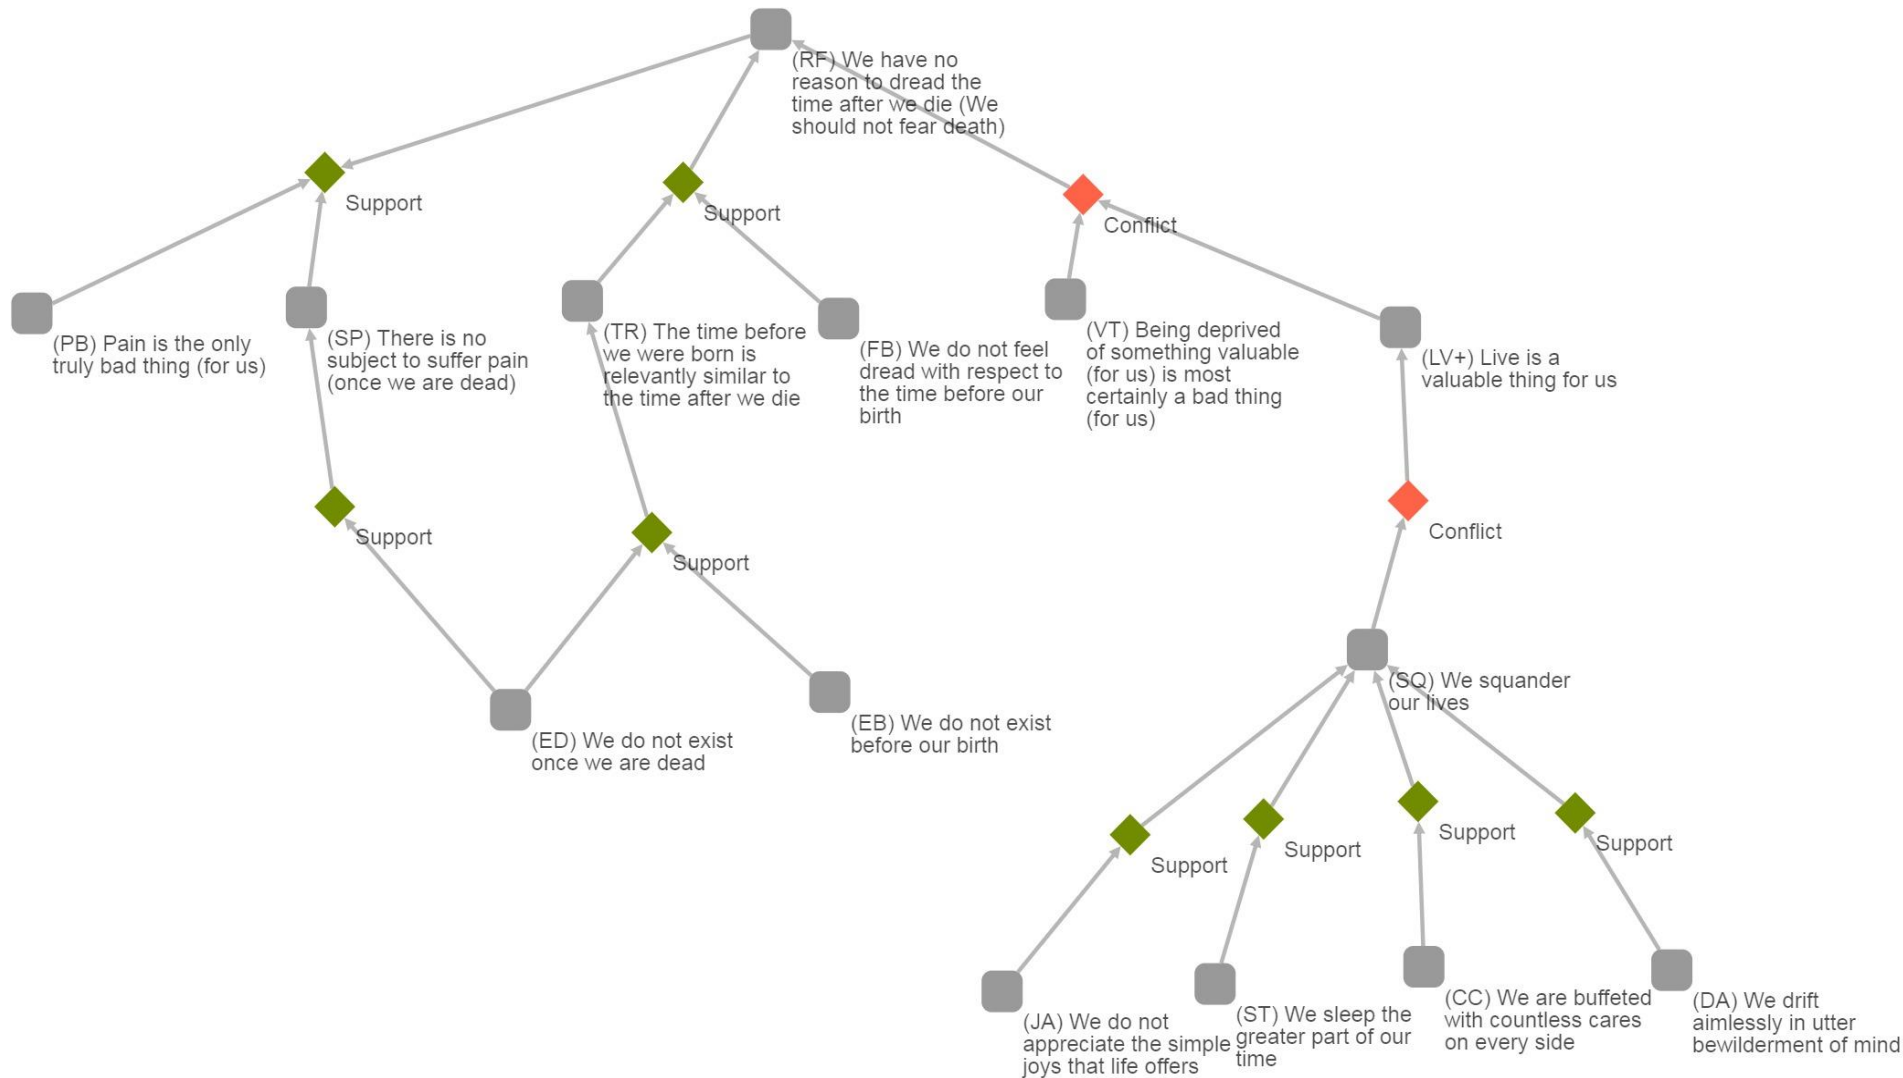 (RF) We have no
reason to dread the
time after we die (We
should not fear death)
Support
Support
Conflict
(PB) Pain is the only
truly bad thing (for us)
(SP) There is no
subject to suffer pain
(once we are dead)
(TR) The time before
we were born is
relevantly similar to
the time after we die
(FB) We do not feel
dread with respect to
the time before our
birth
(VT) Being deprived
of something valuable
(for us) is most
certainly a bad thing
(for us)
(LV+) Live is a
valuable thing for us
Support
Support
Conflict
(ED) We do not exist
once we are dead
(EB) We do not exist
before our birth
(SQ) We squander
our lives
Support
Support
Support
Support
(JA) We do not
appreciate the simple
joys that life offers
(ST) We sleep the
greater part of our
time
(CC) We are buffeted
with countless cares
on every side
(DA) We drift
aimlessly in utter
bewilderment of mind